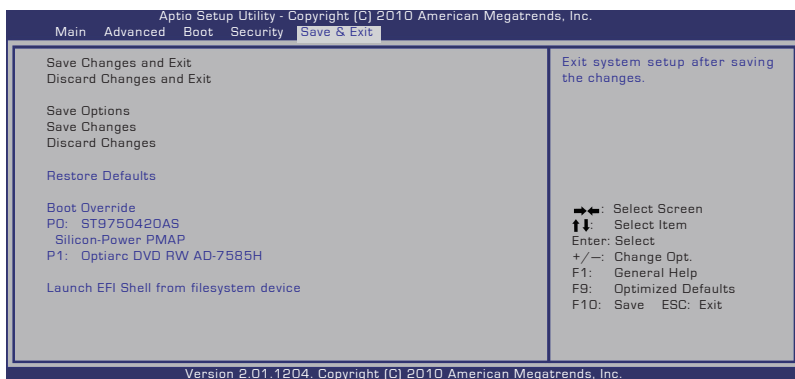 Aptio Setup Utility - Copyright (C) 2010 American Megatrends, Inc.
Main Advanced Boot Security Save & Exit
Save Changes and Exit
Discard Changes and Exit
Save Options
Save Changes
Discard Changes
Restore Defaults
Boot Override
P0: ST9750420AS
Silicon-Power PMAP
P1: Optiarc DVD RW AD-7585H
Launch EFI Shell from filesystem device
Exit system setup after saving
the changes.
→←: Select Screen
↑↓: Select Item
Enter: Select
+/—: Change Opt.
F1: General Help
F9: Optimized Defaults
F10: Save ESC: Exit
Version 2.01.1204. Copyright (C) 2010 American Megatrends, Inc.